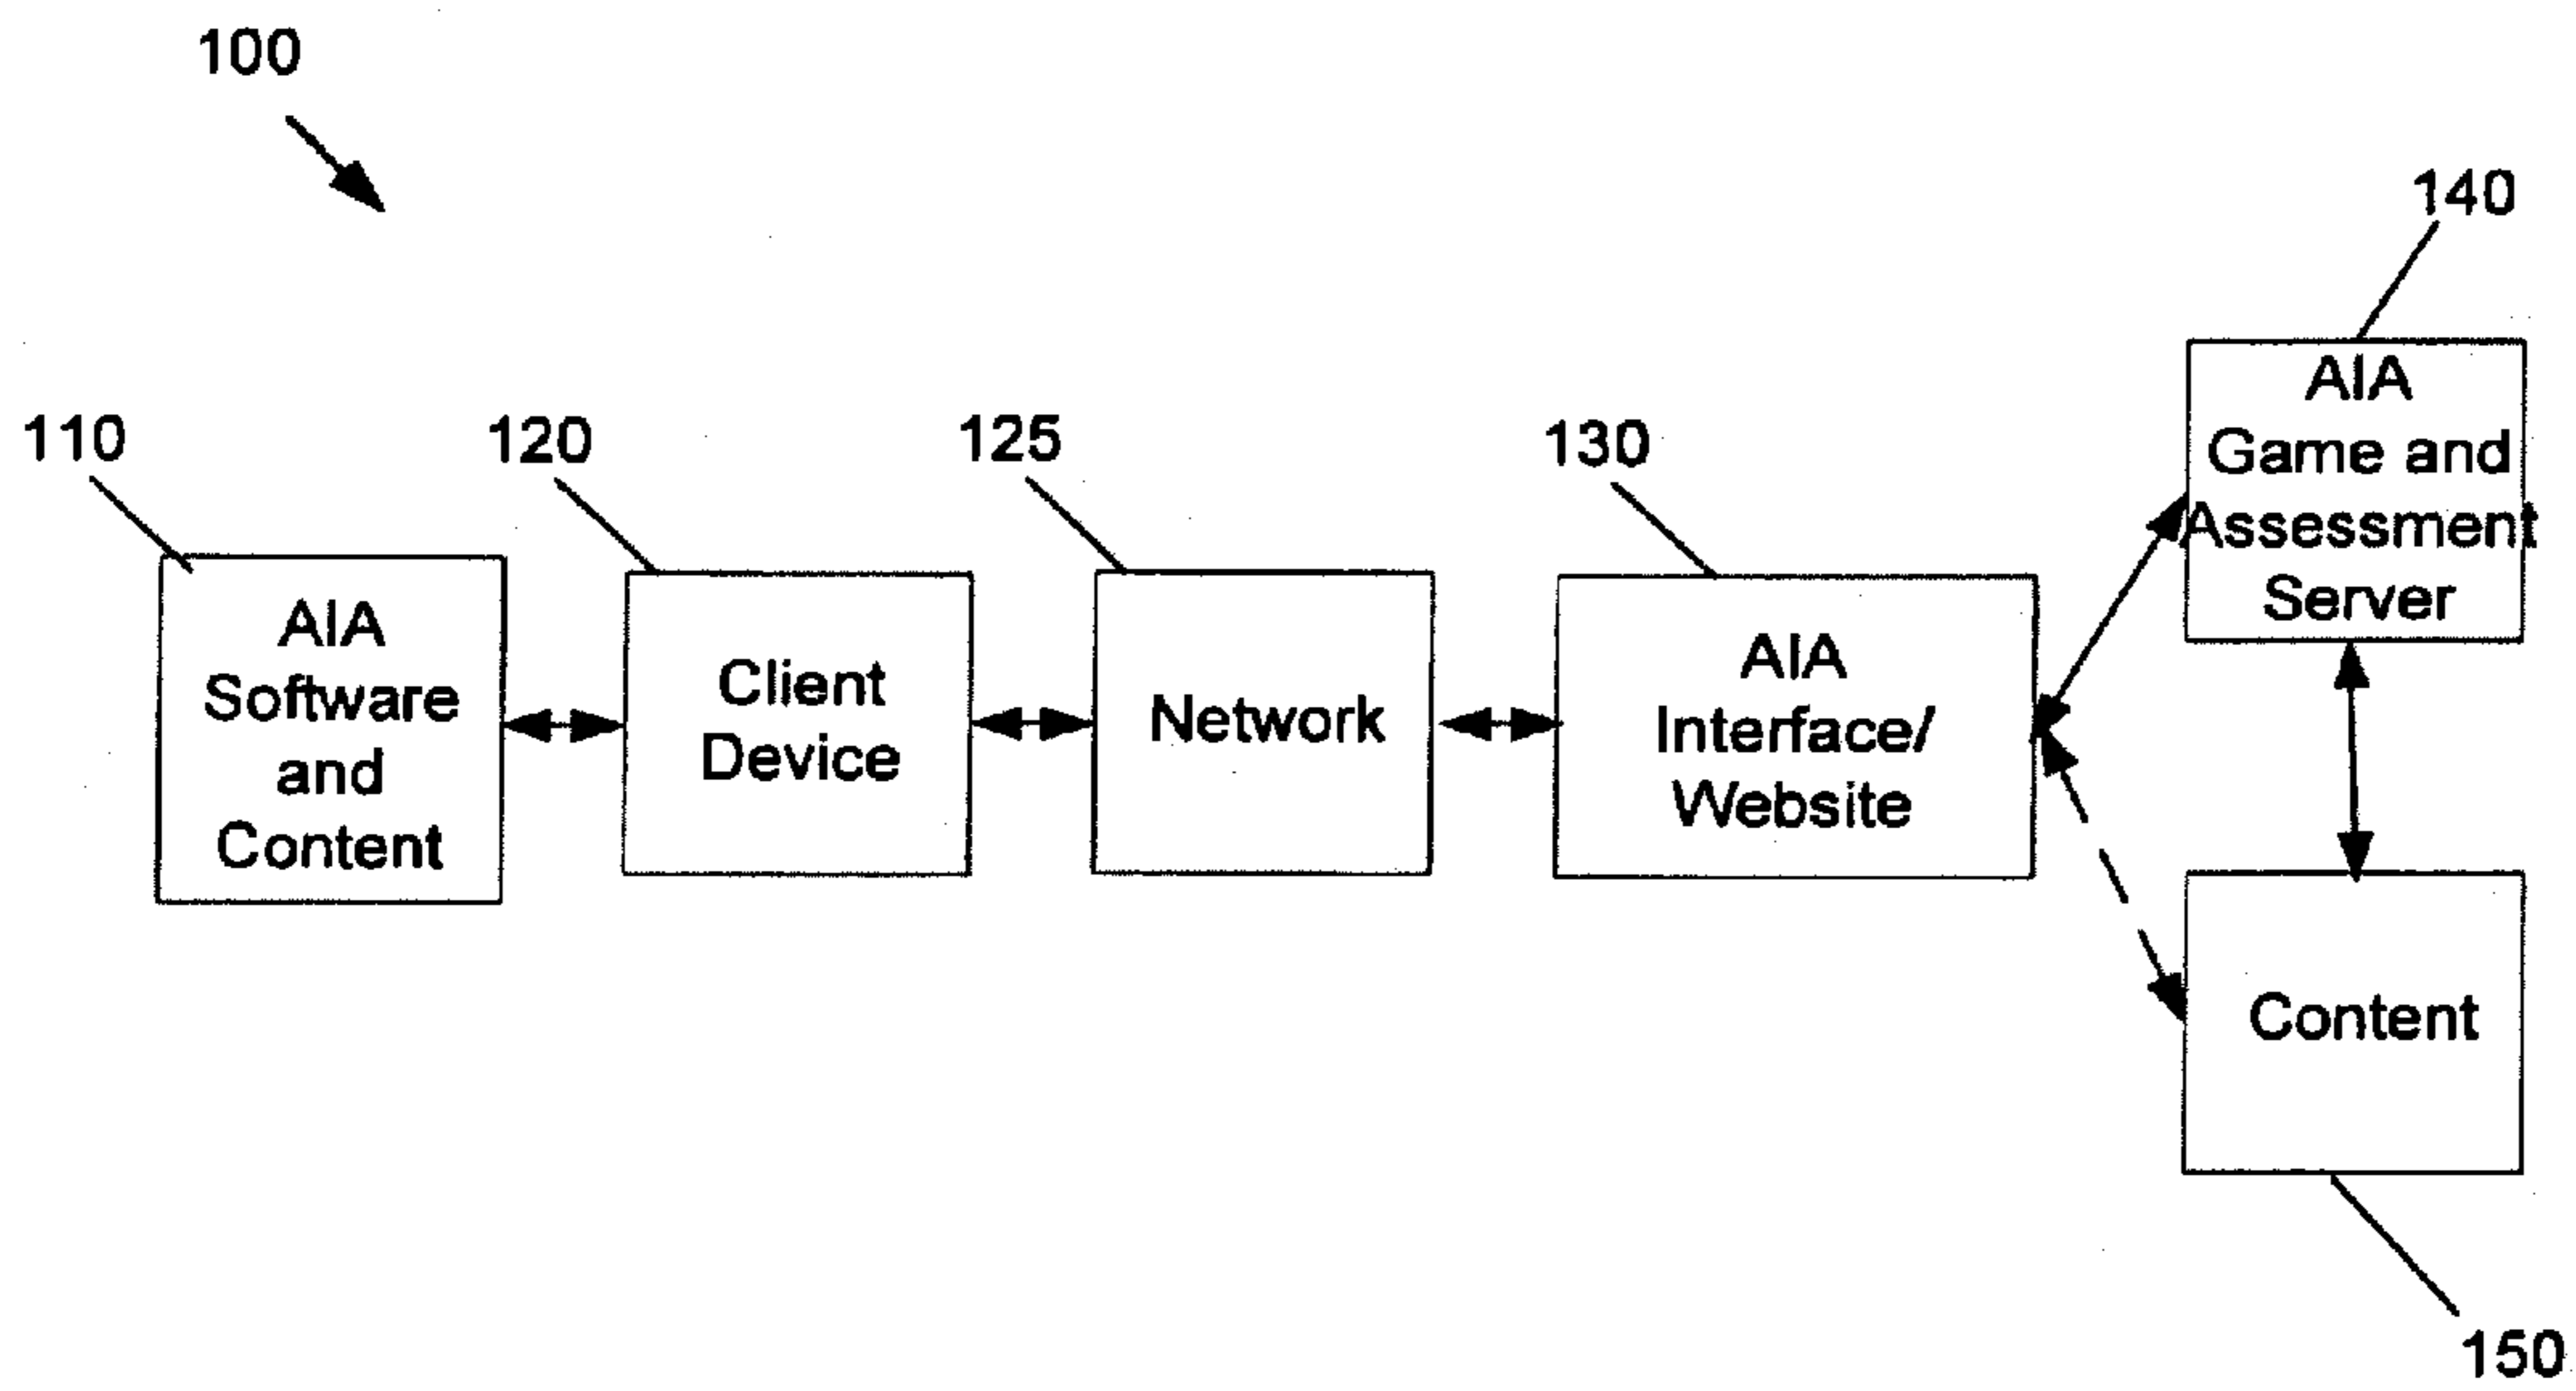 100
140
110
120
125
130
AIA
Game and
Assessment
Server
AIA
Software
and
Content
Client
Device
Network
AIA
Interface/
Website
Content
150